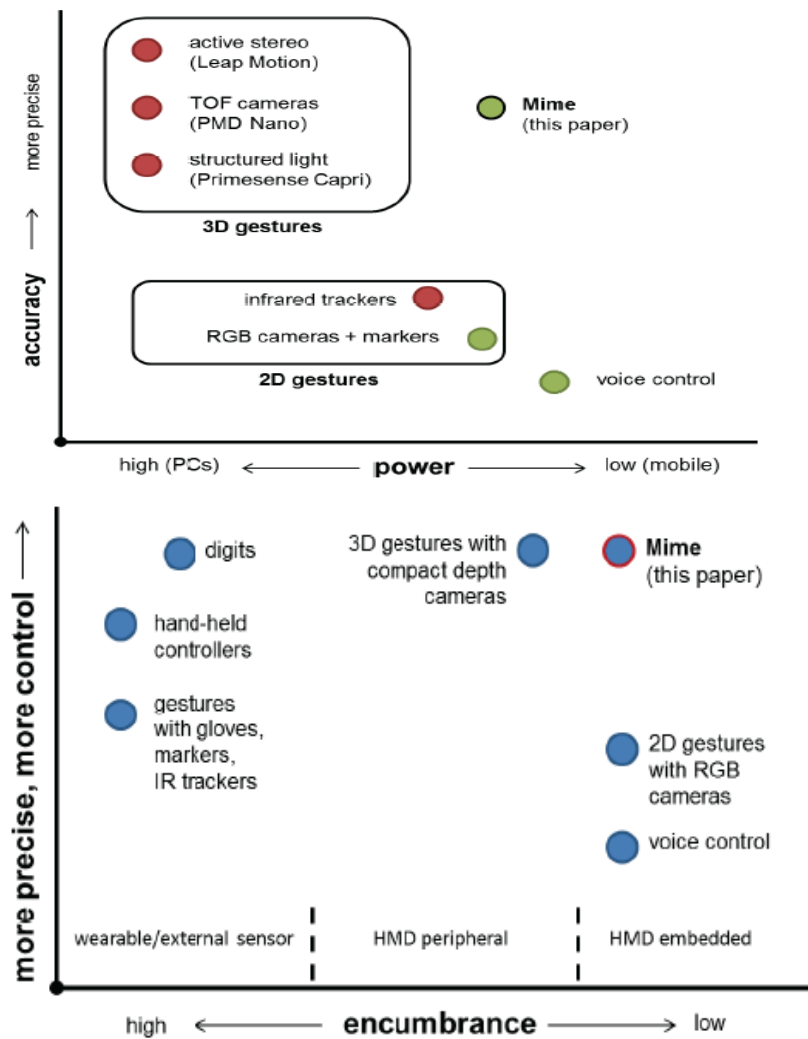 active stereo
(Leap Motion)
TOF cameras
(PMD Nano)
structured light
(Primesense Capri)
3D gestures
Mime
(this paper)
more precise
accuracy
infrared trackers
RGB cameras + markers
2D gestures
voice control
high (PCs)
power
low (mobile)
more precise, more control
digits
hand-held
controllers
gestures
with gloves,
markers,
IR trackers
3D gestures with
compact depth
cameras
Mime
(this paper)
2D gestures
with RGB
cameras
voice control
wearable/external sensor
HMD peripheral
HMD embedded
high
encumbrance
low